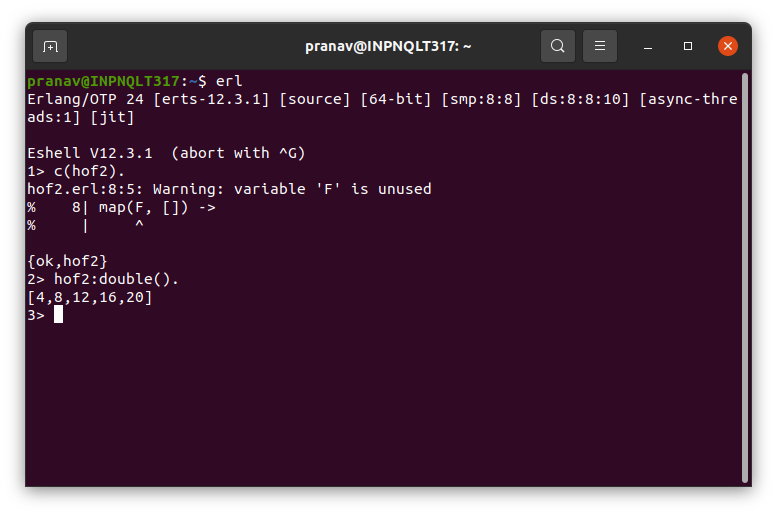 pranav@INPNQLT317: ~
pranav@INPNQLT317:~$ erl
Erlang/OTP 24 [erts-12.3.1] [source] [64-bit] [smp:8:8] [ds:8:8:10] [async-thre
ads:1] [jit]
Eshell V12.3.1  (abort with ^G)
1> c(hof2).
hof2.erl:8:5: Warning: variable 'F' is unused
%    8| map(F, []) ->
%     |     ^
{ok,hof2}
2> hof2:double().
[4,8,12,16,20]
3>